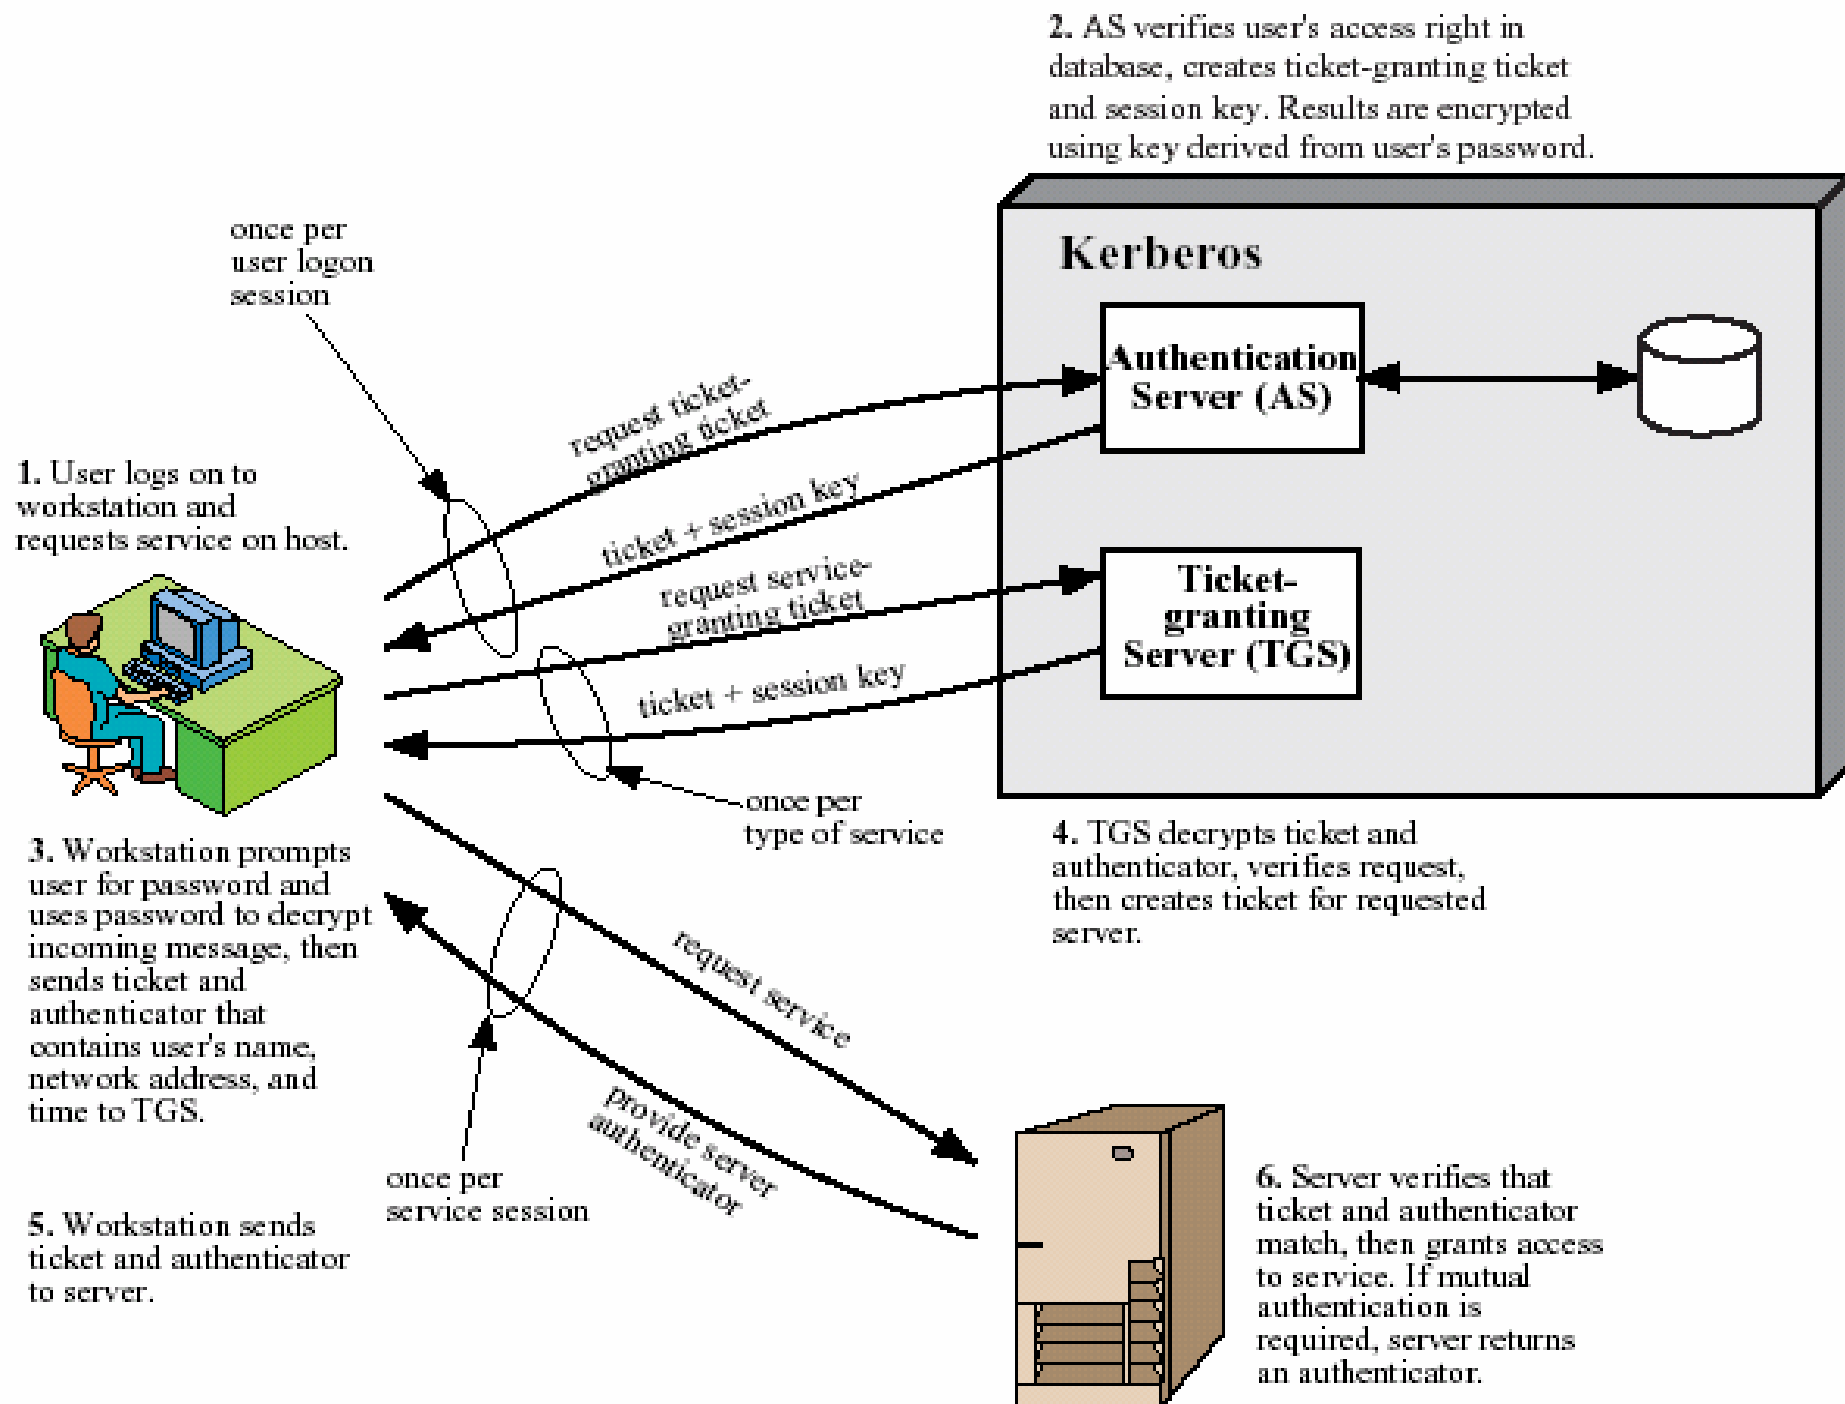 2. AS verifies user's access right in
database, creates ticket-granting ticket
and session key. Results are encrypted
using key derived from user's password.
once per
user logon
session
Kerberos
Authentication
Server (AS)
request ticket-
granting ticket
1. User logs on to
workstation and
requests service on host.
ticket + session key
request service-
granting ticket
Ticket-
granting
Server (TGS)
ticket + session key
once per
type of service
3. Workstation prompts
user for password and
uses password to decrypt
incoming message, then
sends ticket and
authenticator that
contains user's name,
network address, and
time to TGS.
4. TGS decrypts ticket and
authenticator, verifies request,
then creates ticket for requested
server.
request service
provide server
authenticator
once per
service session
5. Workstation sends
ticket and authenticator
to server.
6. Server verifies that
ticket and authenticator
match, then grants access
to service. If mutual
authentication is
required, server returns
an authenticator.